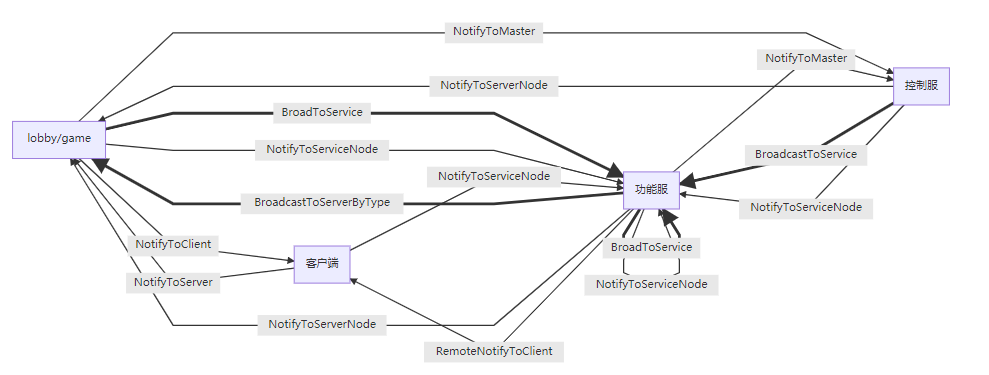 NotifyToMaster
NotifyToMaster
控制服
NotifyToServerNode
BroadToService
lobby/game
NotifyToServiceNode
BroadcastToService
NotifyToServiceNode
功能服
BroadcastToServerByType
NotifyToServiceNode
NotifyToClient
BroadToService
客户端
NotifyToServer
NotifyToServiceNode
NotifyToServerNode
RemoteNotifyToClient